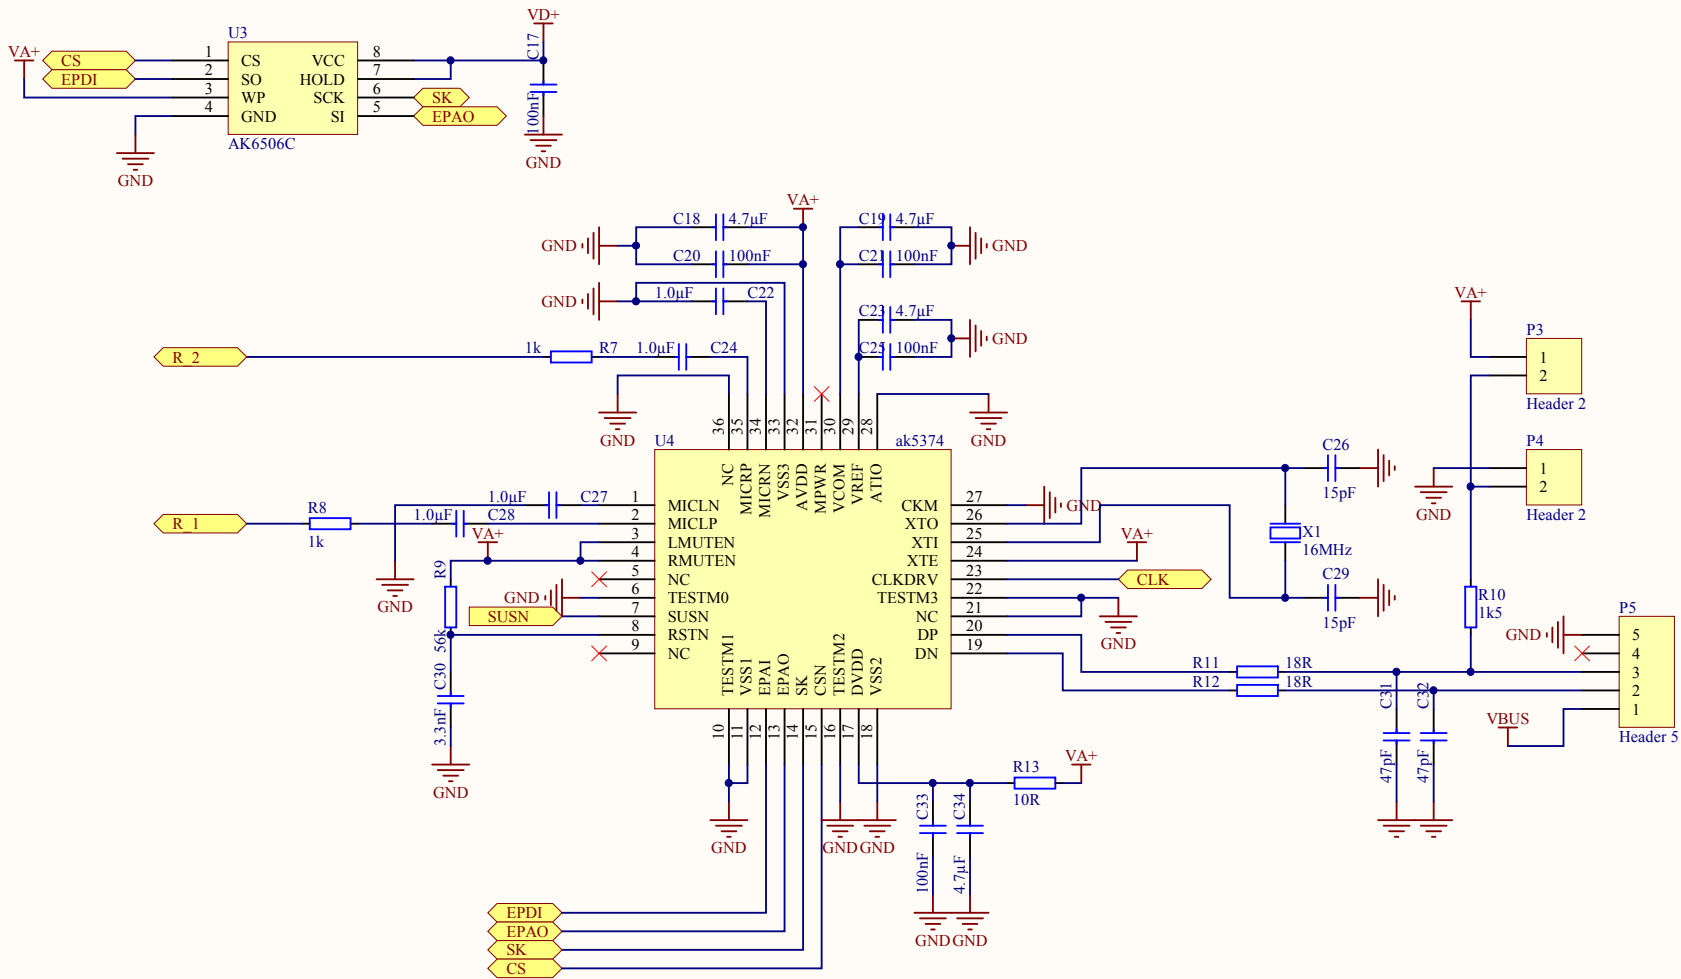 VD+
U3
C17
VA+
CS
1
CS
VCC
8
EPDI
2
SO
HOLD
7
3
WP
SCK
6
SK
4
GND
SI
5
EPAO
100nF
AK6506C
GND
GND
VA+
C18
4.7µF
C19
4.7µF
GND
GND
C20
100nF
C21
100nF
GND
1.0µF
C22
C23
4.7µF
GND
R_2
1k
R7
1.0µF
C24
C25
100nF
VA+
P3
1
2
Header 2
GND
36
35
34
33
32
31
30
29
28
GND
U4
ak5374
NC
MICRP
MICRN
VSS3
AVDD
MPWR
VCOM
VREF
ATIO
C26
15pF
P4
1
2
Header 2
GND
1.0µF
C27
1
MICLN
CKM
27
GND
R_1
R8
1k
1.0µF
C28
2
MICLP
XTO
26
VA+
3
LMUTEN
XTI
25
VA+
X1
16MHz
4
RMUTEN
XTE
24
R9
56k
5
NC
CLKDRV
23
CLK
C29
15pF
GND
GND
6
TESTM0
TESTM3
22
R10
1k5
SUSN
7
SUSN
NC
21
GND
P5
8
RSTN
DP
20
GND
5
9
NC
DN
19
4
R11
18R
3
R12
18R
2
1
Header 5
VBUS
C31
47pF
C32
47pF
TESTM1
VSS1
EPAI
EPAO
SK
CSN
TESTM2
DVDD
VSS2
C30
3.3nF
GND
10
11
12
13
14
15
16
17
18
R13
10R
VA+
GND
GND
GND
C33
100nF
C34
4.7µF
GND
GND
EPDI
EPAO
SK
CS